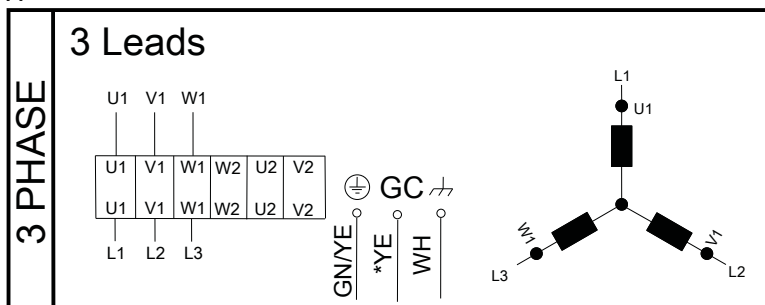 3 PHASE
3 Leads
U1 V1 W1
U1 V1 W1 W2 U2 V2
U1 V1 W1 W2 U2 V2
L1 L2 L3
GC
GN/YE
*YE
WH
L1
U1
W1
V1
L3
L2